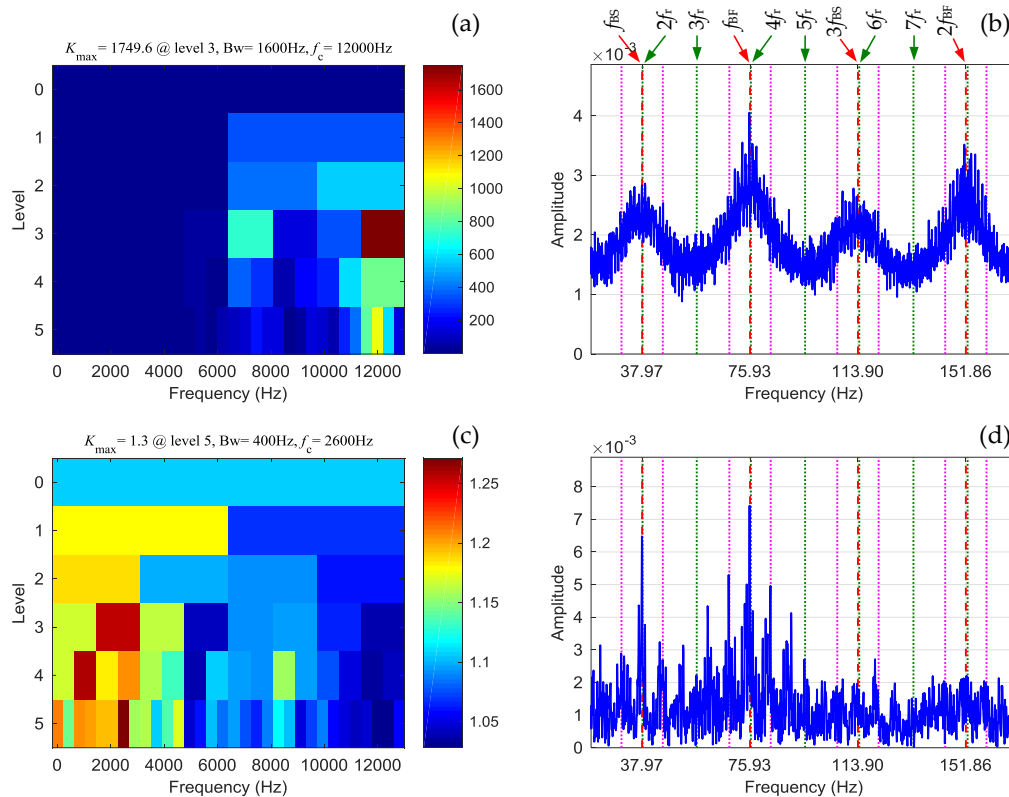 (a)
K_max = 1749.6 @ level 3, Bw= 1600Hz, f_c = 12000Hz
0
1
2
3
4
5
Level
0 2000 4000 6000 8000 10000 12000
Frequency (Hz)
1600
1400
1200
1000
800
600
400
200
(b)
f_BS 2f_r 3f_r f_BF 4f_r 5f_r 3f_BS 6f_r 7f_r 2f_BF
×10^-3
4
3
2
1
0
Amplitude
37.97 75.93 113.90 151.86
Frequency (Hz)
(c)
K_max = 1.3 @ level 5, Bw= 400Hz, f_c = 2600Hz
0
1
2
3
4
5
Level
0 2000 4000 6000 8000 10000 12000
Frequency (Hz)
1.25
1.2
1.15
1.1
1.05
(d)
×10^-3
8
7
6
5
4
3
2
1
0
Amplitude
37.97 75.93 113.90 151.86
Frequency (Hz)